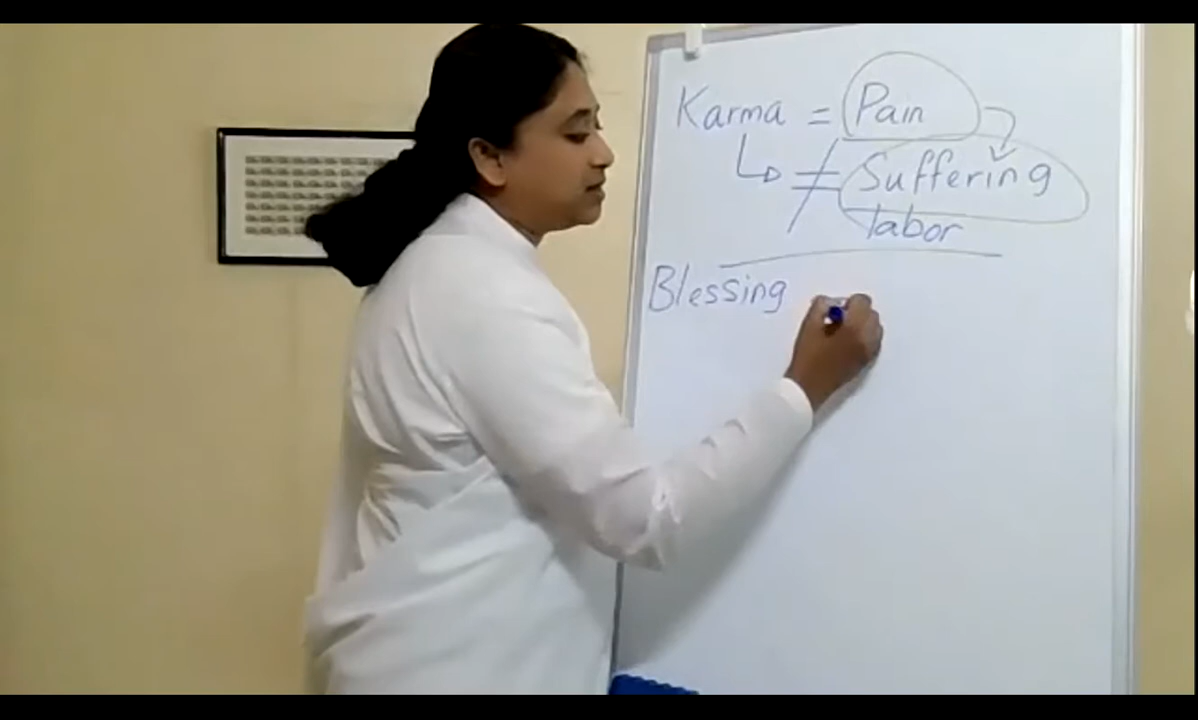 Karma = Pain
≠ Suffering
labor
Blessing